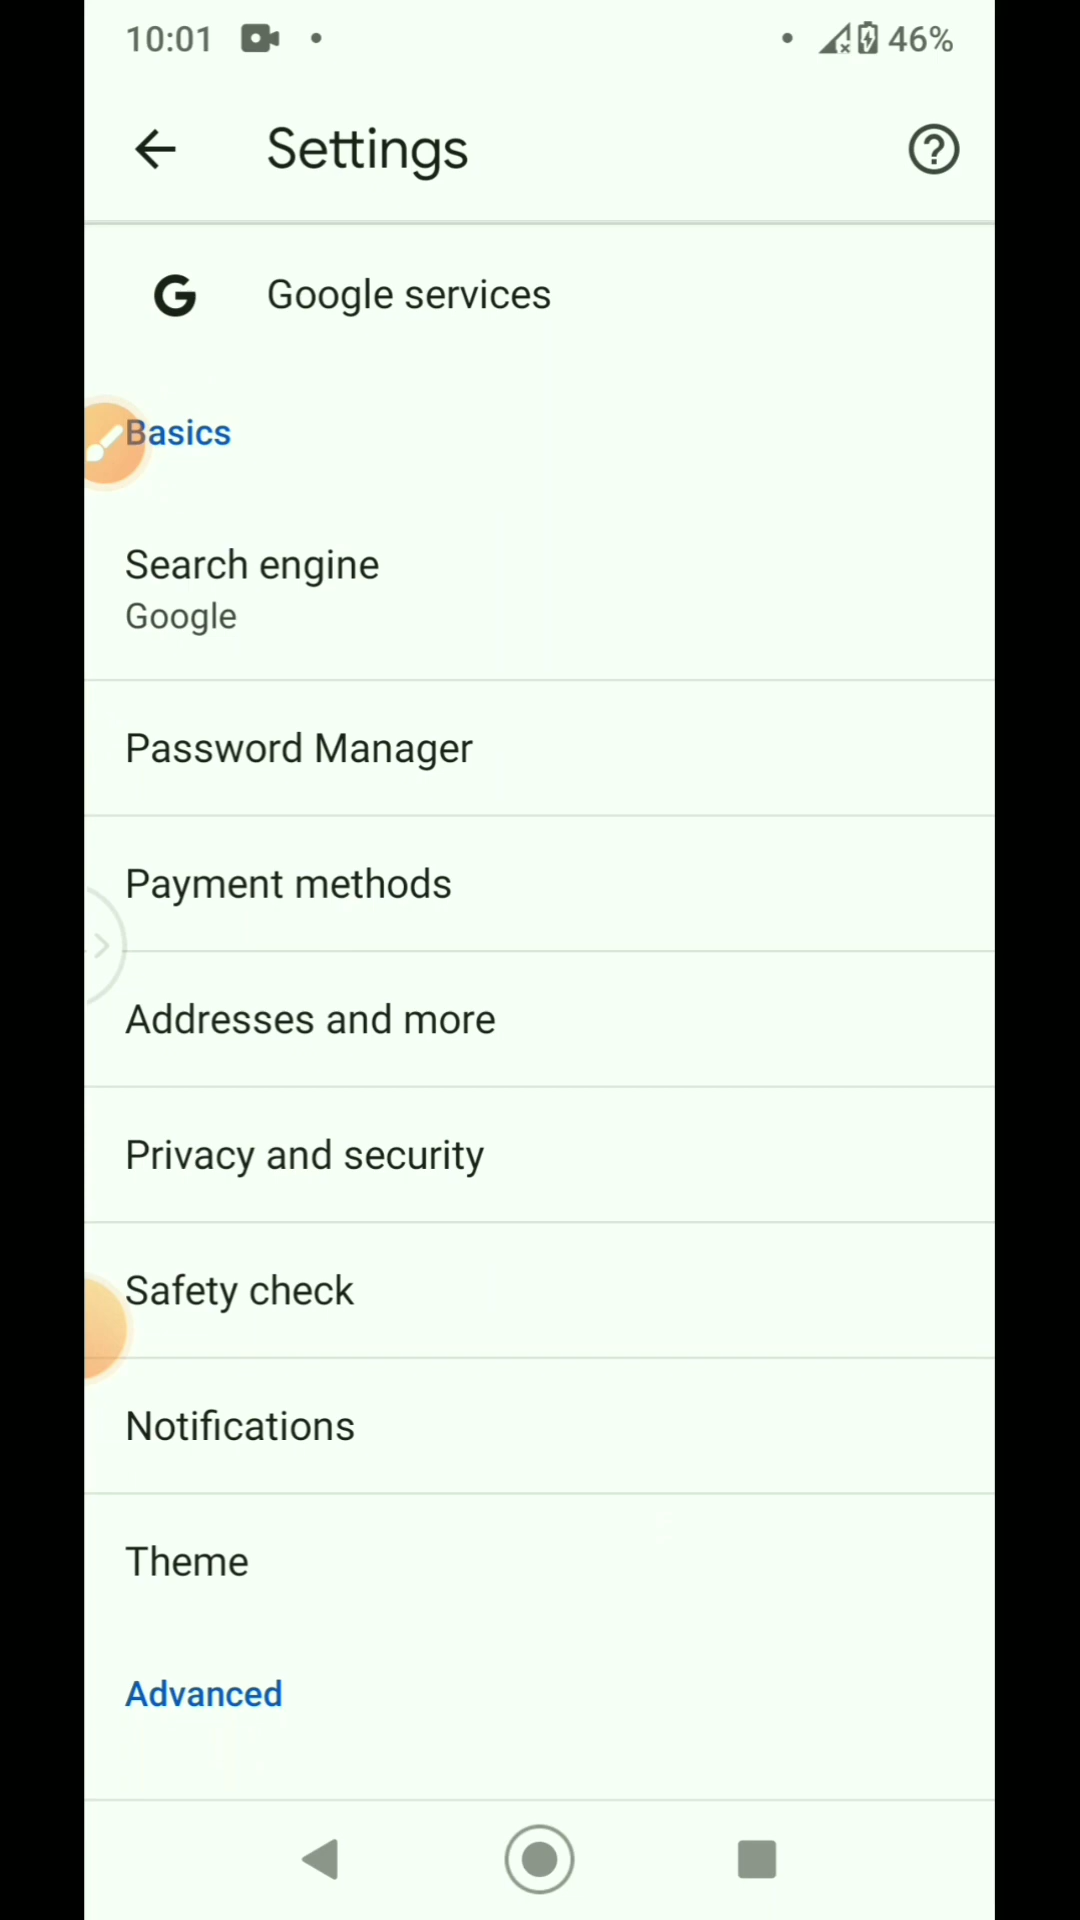 10:01
46%
Settings
Google services
Basics
Search engine
Google
Password Manager
Payment methods
Addresses and more
Privacy and security
Safety check
Notifications
Theme
Advanced